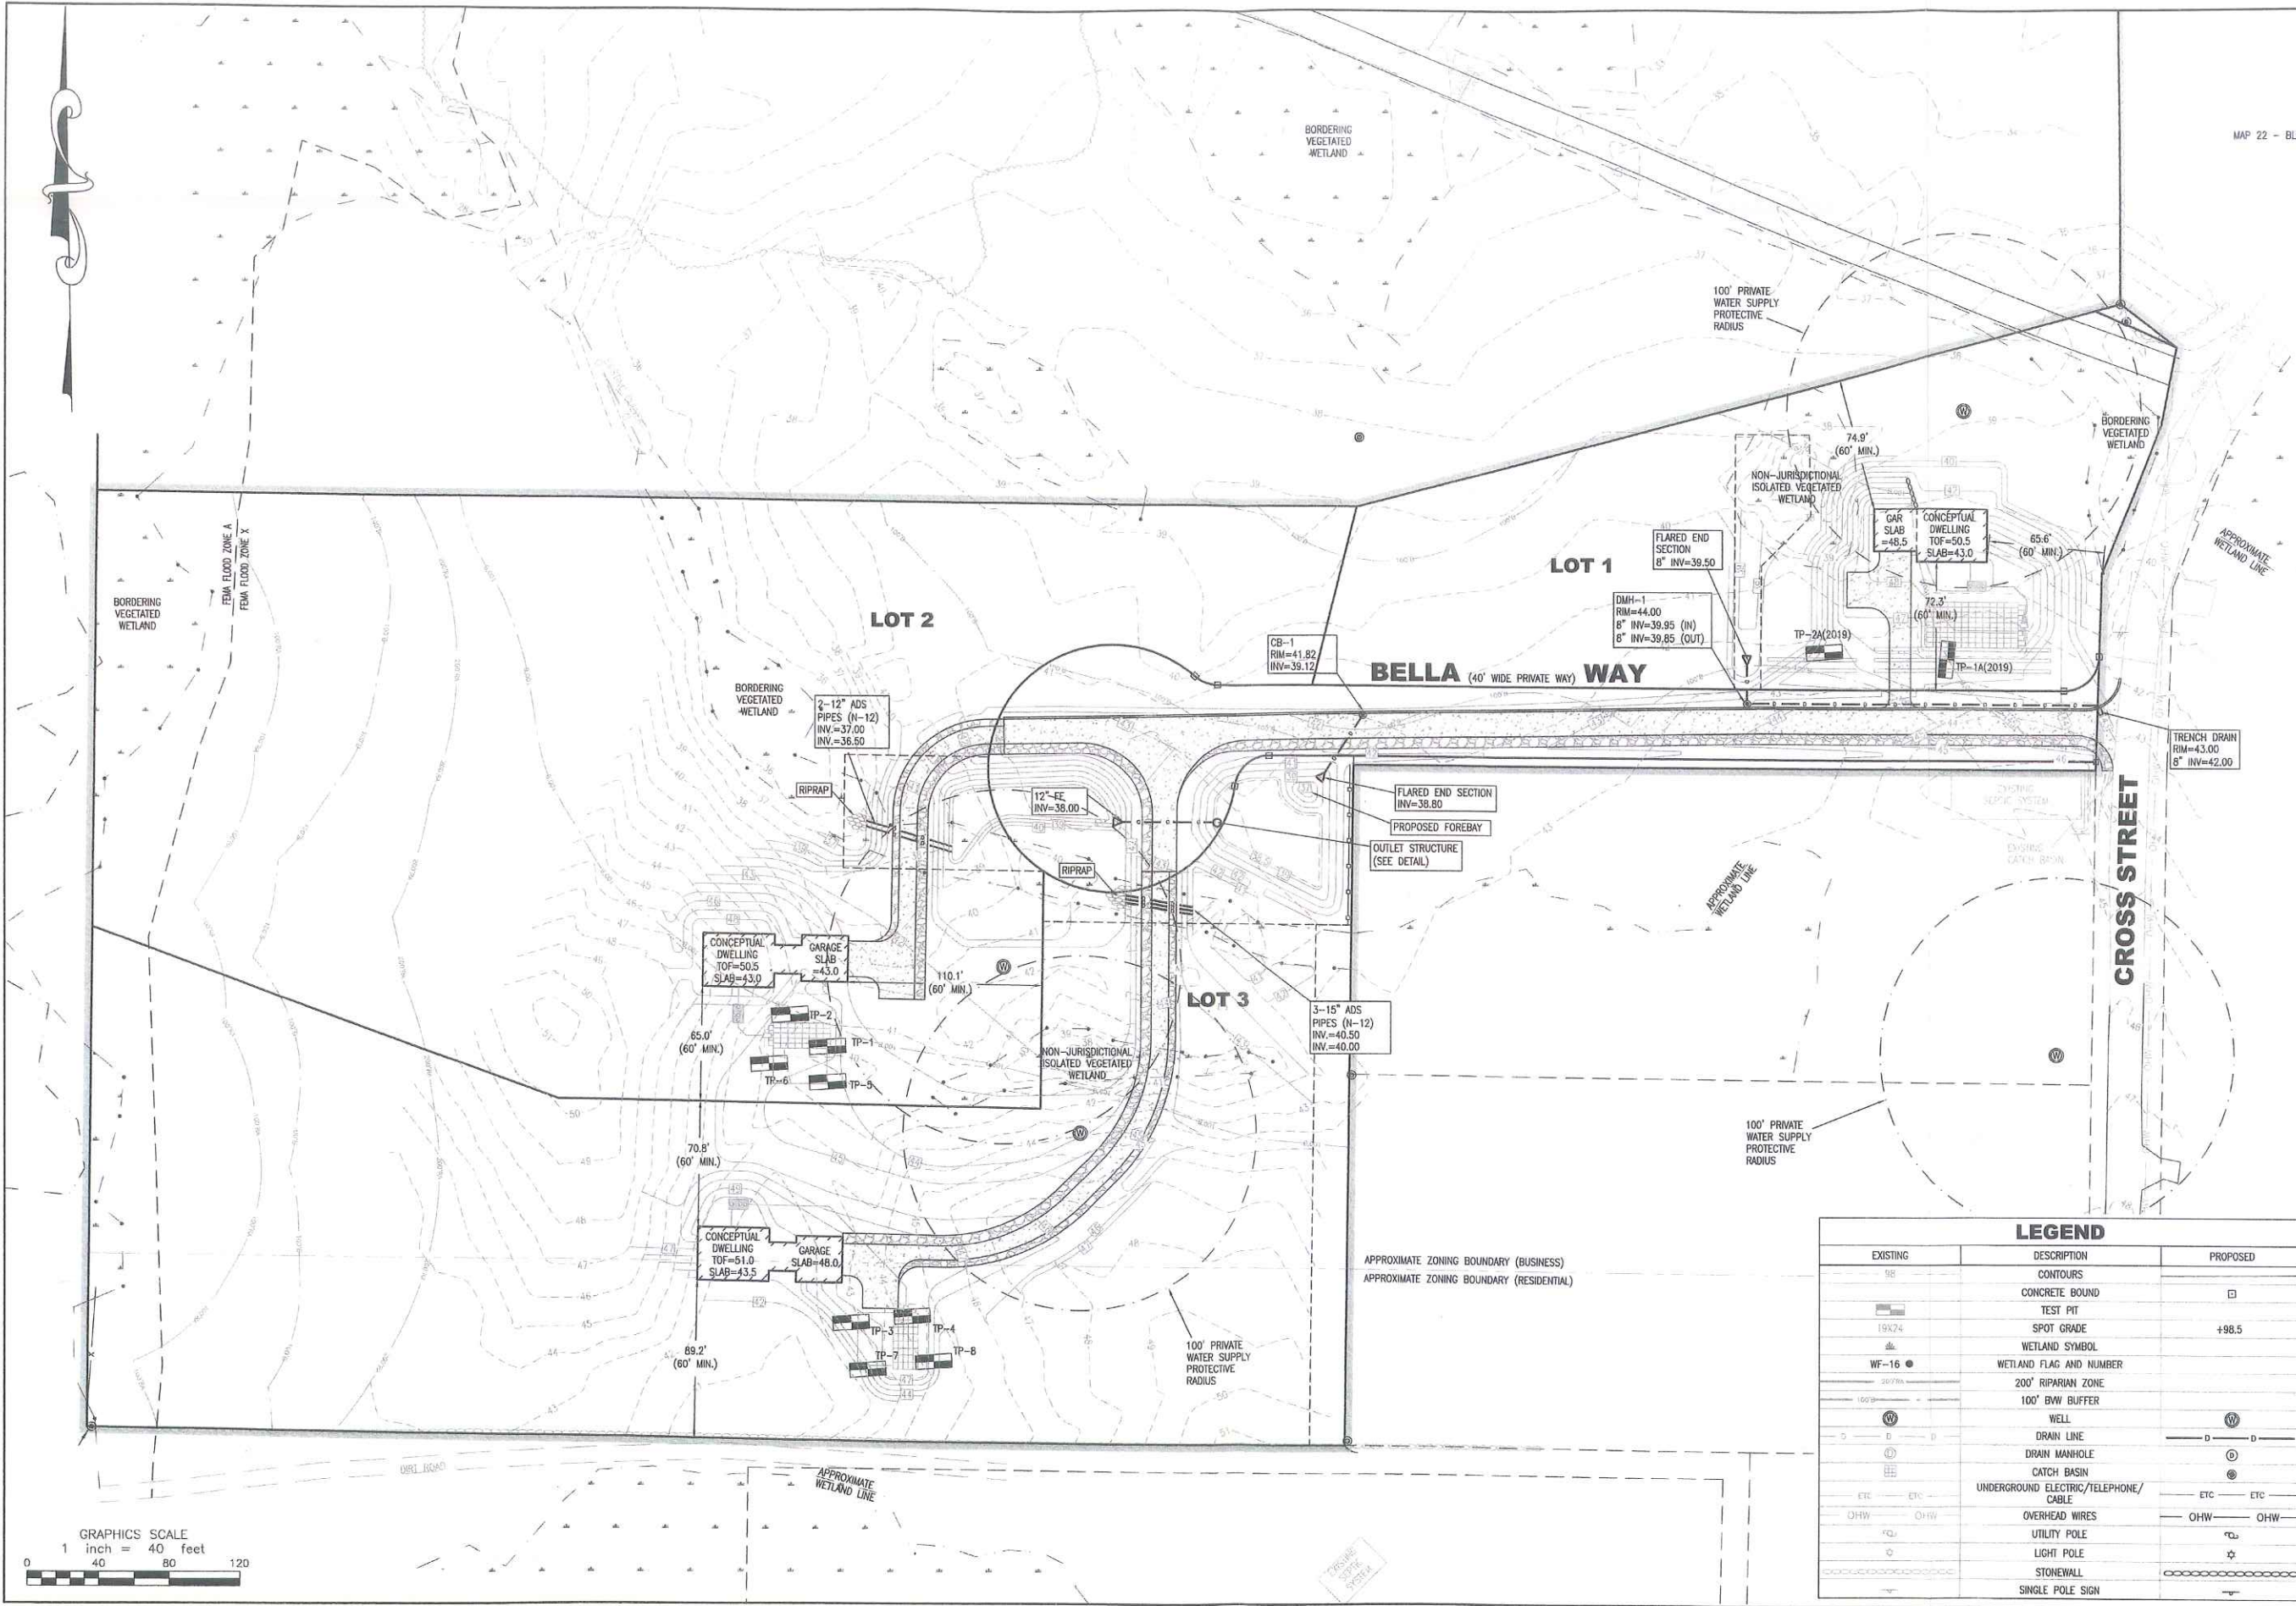 MAP 22 - BL
BORDERING
VEGETATED
WETLAND
100' PRIVATE
WATER SUPPLY
PROTECTIVE
RADIUS
BORDERING
VEGETATED
WETLAND
74.9'
(60' MIN.)
NON-JURISDICTIONAL
ISOLATED VEGETATED
WETLAND
GAR
SLAB
=48.5
CONCEPTUAL
DWELLING
TOF=50.5
SLAB=43.0
65.6'
(60' MIN.)
APPROXIMATE
WETLAND LINE
FLARED END
SECTION
8" INV=39.50
LOT 1
DMH-1
RIM=44.00
8" INV=39.95 (IN)
8" INV=39.85 (OUT)
72.3'
(60' MIN.)
TP-2A(2019)
TP-1A(2019)
FEMA FLOOD ZONE A
FEMA FLOOD ZONE X
BORDERING
VEGETATED
WETLAND
LOT 2
CB-1
RIM=41.82
INV=39.12
BELLA (40' WIDE PRIVATE WAY) WAY
BORDERING
VEGETATED
WETLAND
2-12" ADS
PIPES (N-12)
INV.=37.00
INV.=36.50
TRENCH DRAIN
RIM=43.00
8" INV=42.00
RIPRAP
12" FE
INV=38.00
FLARED END SECTION
INV=38.80
PROPOSED FOREBAY
OUTLET STRUCTURE
(SEE DETAIL)
EXISTING
SEPTIC SYSTEM
EXISTING
CATCH BASIN
RIPRAP
APPROXIMATE
WETLAND LINE
CROSS STREET
CONCEPTUAL
DWELLING
TOF=50.5
SLAB=43.0
GARAGE
SLAB
=43.0
110.1'
(60' MIN.)
LOT 3
3-15" ADS
PIPES (N-12)
INV.=40.50
INV.=40.00
TP-2
TP-1
65.0'
(60' MIN.)
TP-6
TP-5
NON-JURISDICTIONAL
ISOLATED VEGETATED
WETLAND
100' PRIVATE
WATER SUPPLY
PROTECTIVE
RADIUS
70.8'
(60' MIN.)
CONCEPTUAL
DWELLING
TOF=51.0
SLAB=43.5
GARAGE
SLAB=48.0
APPROXIMATE ZONING BOUNDARY (BUSINESS)
APPROXIMATE ZONING BOUNDARY (RESIDENTIAL)
TP-3
TP-4
TP-7
TP-8
89.2'
(60' MIN.)
100' PRIVATE
WATER SUPPLY
PROTECTIVE
RADIUS
DIRT ROAD
APPROXIMATE
WETLAND LINE
EXISTING
SEPTIC
SYSTEM
GRAPHICS SCALE
1 inch = 40 feet
0 40 80 120
LEGEND
EXISTING DESCRIPTION PROPOSED
98 CONTOURS
CONCRETE BOUND
TEST PIT
19X24 SPOT GRADE +98.5
WETLAND SYMBOL
WF-16 WETLAND FLAG AND NUMBER
200' RIPARIAN ZONE
100' BVW BUFFER
W WELL W
D D D DRAIN LINE D D
D DRAIN MANHOLE D
CATCH BASIN
ETC ETC UNDERGROUND ELECTRIC/TELEPHONE/ ETC ETC
CABLE
OHW OHW OVERHEAD WIRES OHW OHW
UTILITY POLE
LIGHT POLE
STONEWALL
SINGLE POLE SIGN